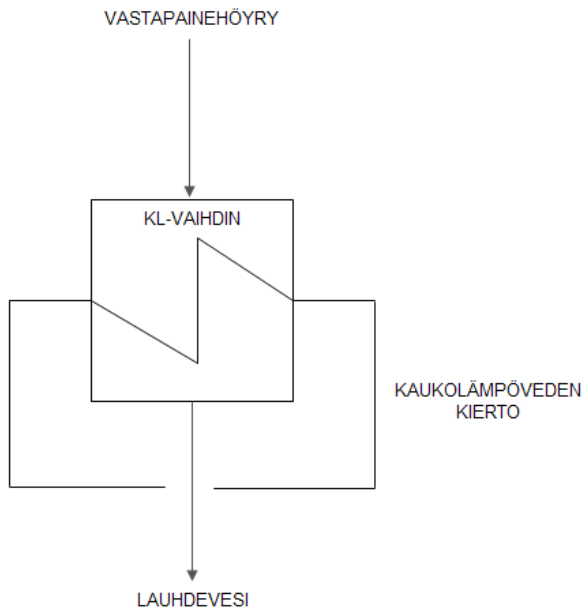 VASTAPAINEHÖYRY
KL-VAIHDIN
KAUKOLÄMPÖVEDEN
KIERTO
LAUHDEVESI